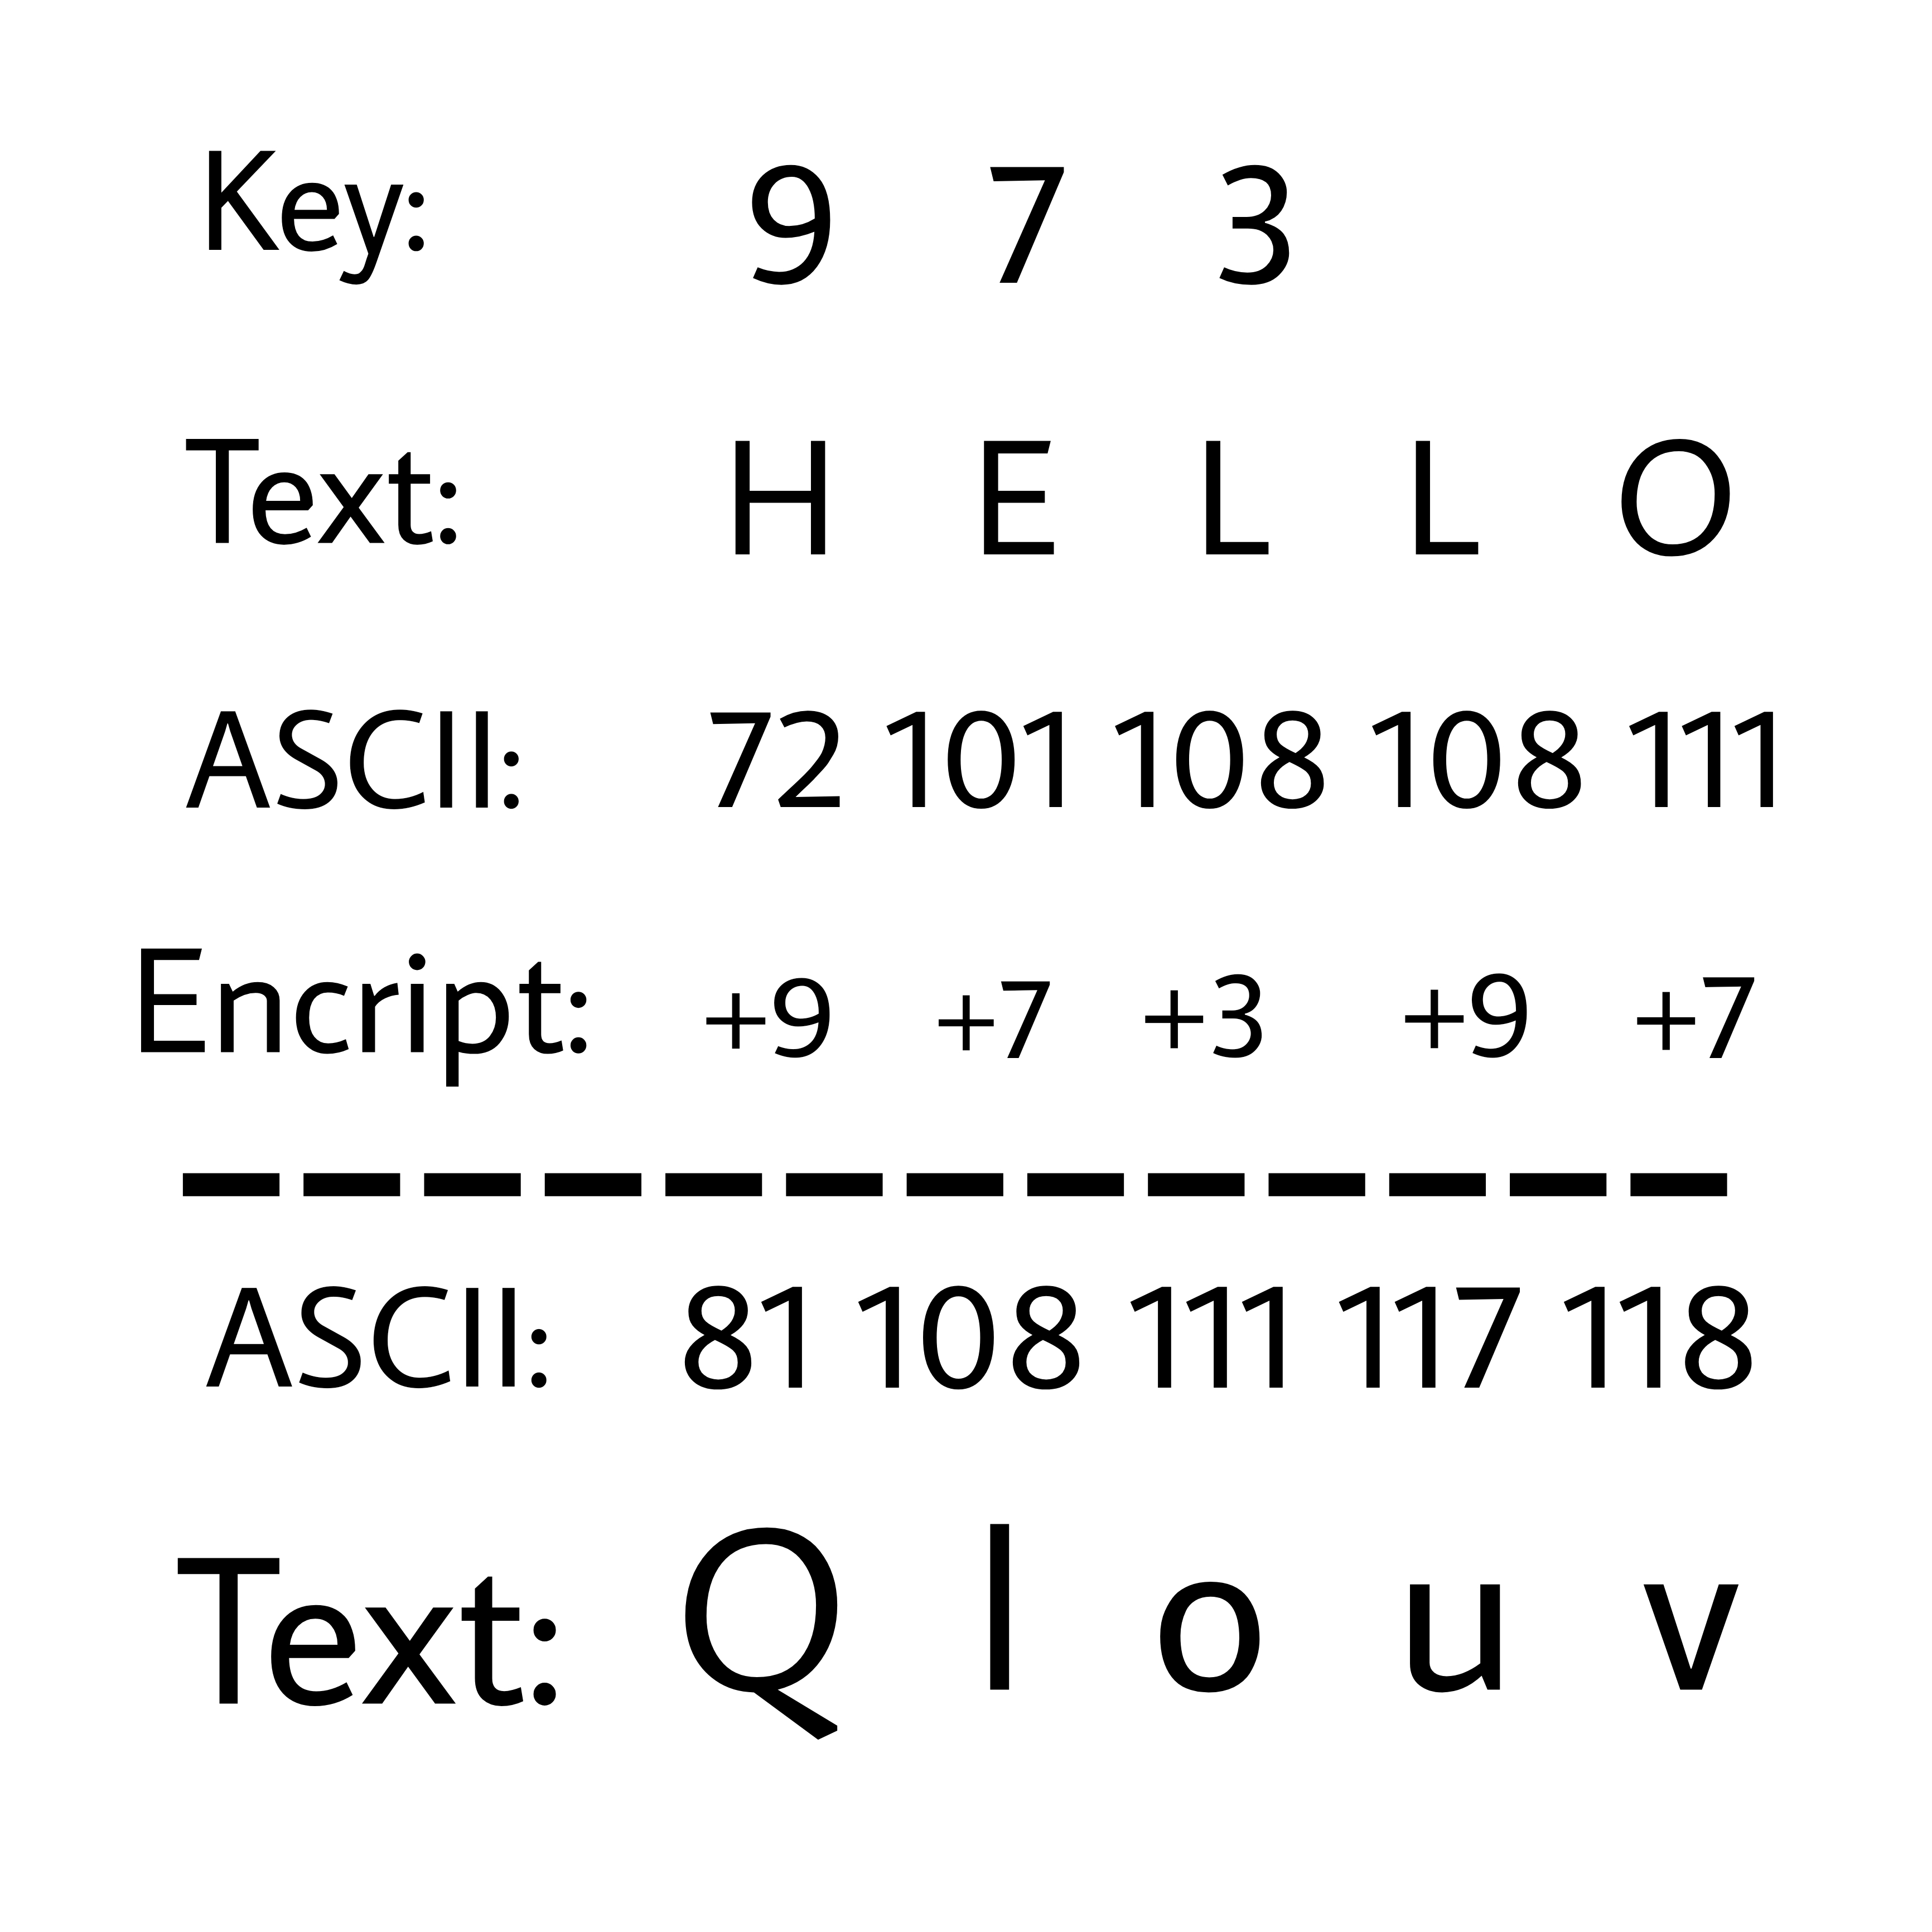 Key: 9 7 3
Text: H E L L O
ASCII: 72 101 108 108 111
Encript: +9 +7 +3 +9 +7
ASCII: 81 108 111 117 118
Text: Q l o u v